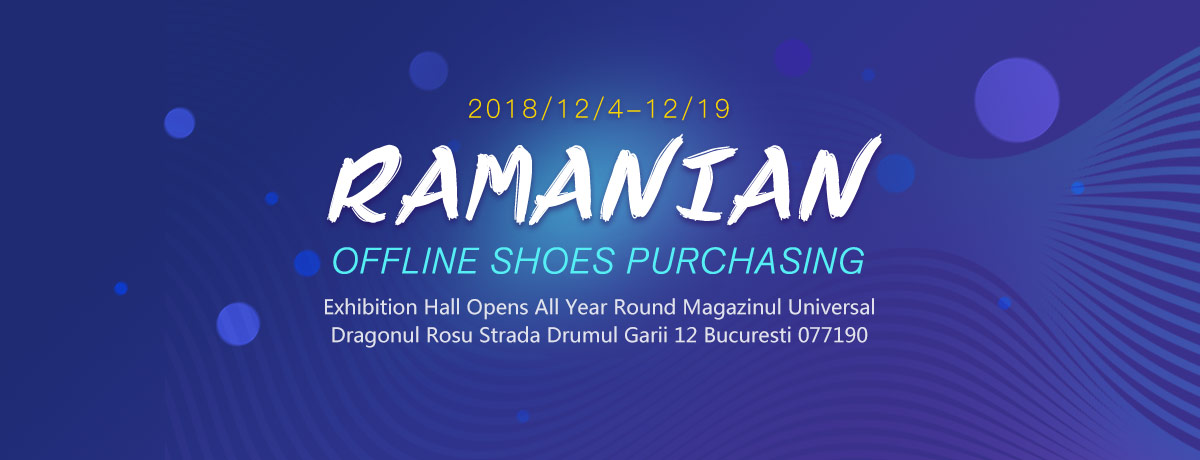 2018/12/4–12/19
RAMANIAN
OFFLINE SHOES PURCHASING
Exhibition Hall Opens All Year Round Magazinul Universal
Dragonul Rosu Strada Drumul Garii 12 Bucuresti 077190